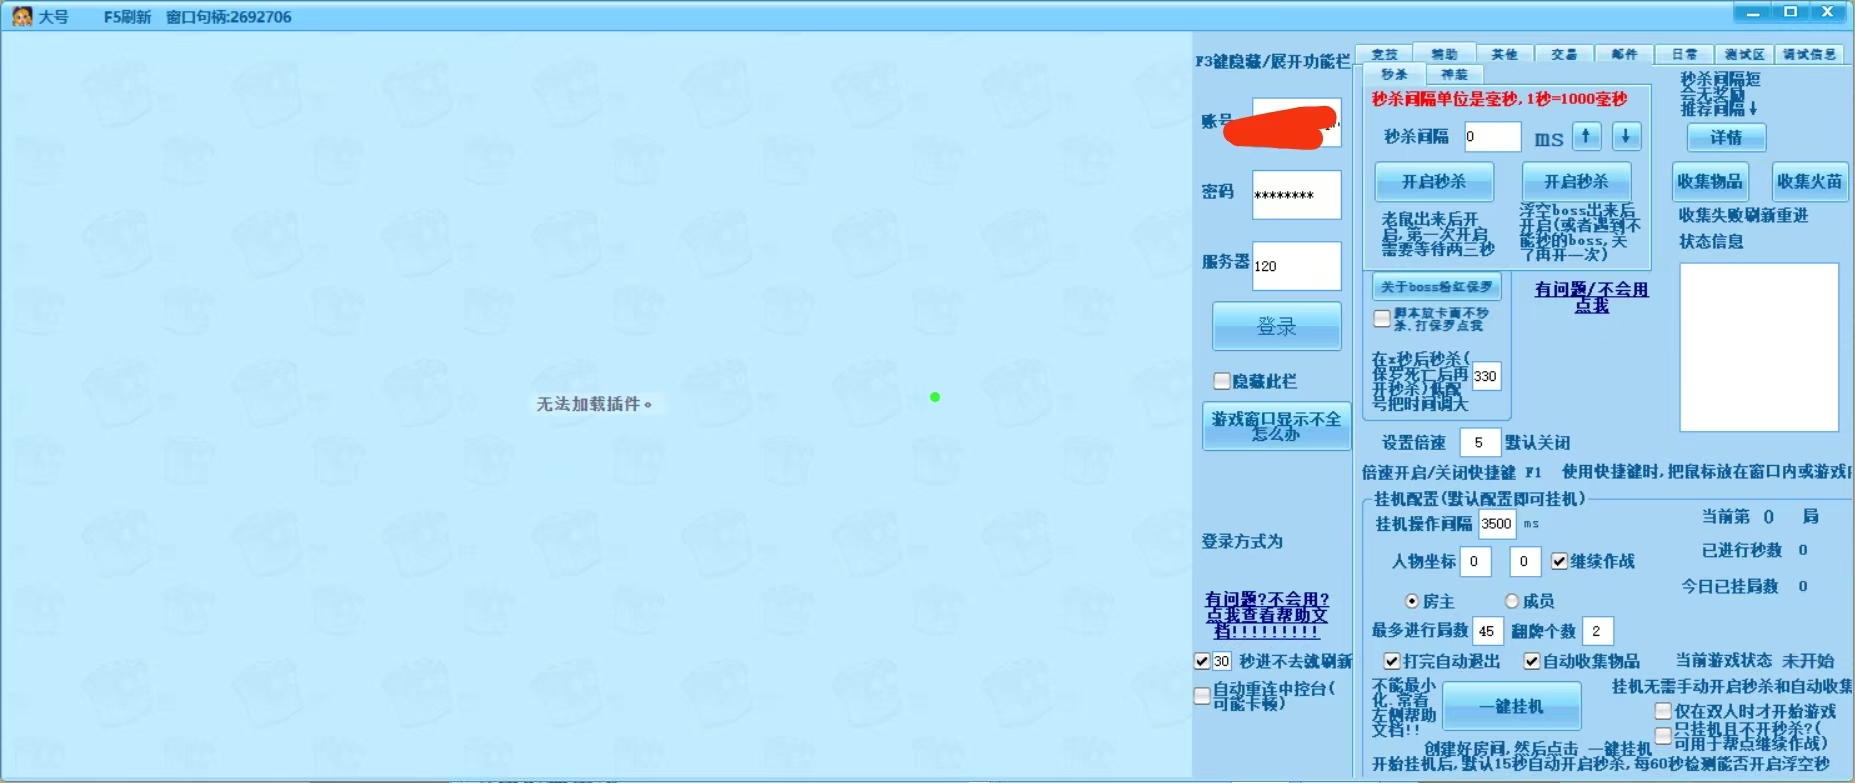 大号 F5刷新 窗口句柄:2692706
无法加载插件。
F3键隐藏/展开功能栏
账号
密码 ********
服务器 120
登录
隐藏此栏
游戏窗口显示不全
怎么办
登录方式为
有问题?不会用?
点我查看帮助文
档!!!!!!!!!
30 秒进不去就刷新
自动重连中控台(
可能卡顿)
竞技 辅助 其他 交易 邮件 日常 测试区 调试信息
秒杀 神装
秒杀间隔单位是毫秒,1秒=1000毫秒
秒杀间隔 0 ms ↑ ↓
开启秒杀 开启秒杀
老鼠出来后开
启,第一次开启
需要等待两三秒
浮空boss出来后
开启(或者遇到不
能秒的boss,关
了再开一次)
秒杀间隔短
会无奖励
推荐间隔↓
详情
收集物品 收集火苗
收集失败刷新重进
状态信息
关于boss粉红保罗
脚本放卡而不秒
杀,打保罗点我
在x秒后秒杀(
保罗死亡后再
开秒杀)低配
号把时间调大
330
有问题/不会用
点我
设置倍速 5 默认关闭
倍速开启/关闭快捷键 F1 使用快捷键时,把鼠标放在窗口内或游戏
挂机配置(默认配置即可挂机)
挂机操作间隔 3500 ms
人物坐标 0 0 继续作战
房主 成员
最多进行局数 45 翻牌个数 2
打完自动退出 自动收集物品
当前第 0 局
已进行秒数 0
今日已挂局数 0
当前游戏状态 未开始
不能最小
化,常看
左侧帮助
文档!!
一键挂机
挂机无需手动开启秒杀和自动收集
仅在双人时才开始游戏
只挂机且不开秒杀?(
可用于帮点继续作战)
创建好房间,然后点击 一键挂机
开始挂机后,默认15秒自动开启秒杀,每60秒检测能否开启浮空秒